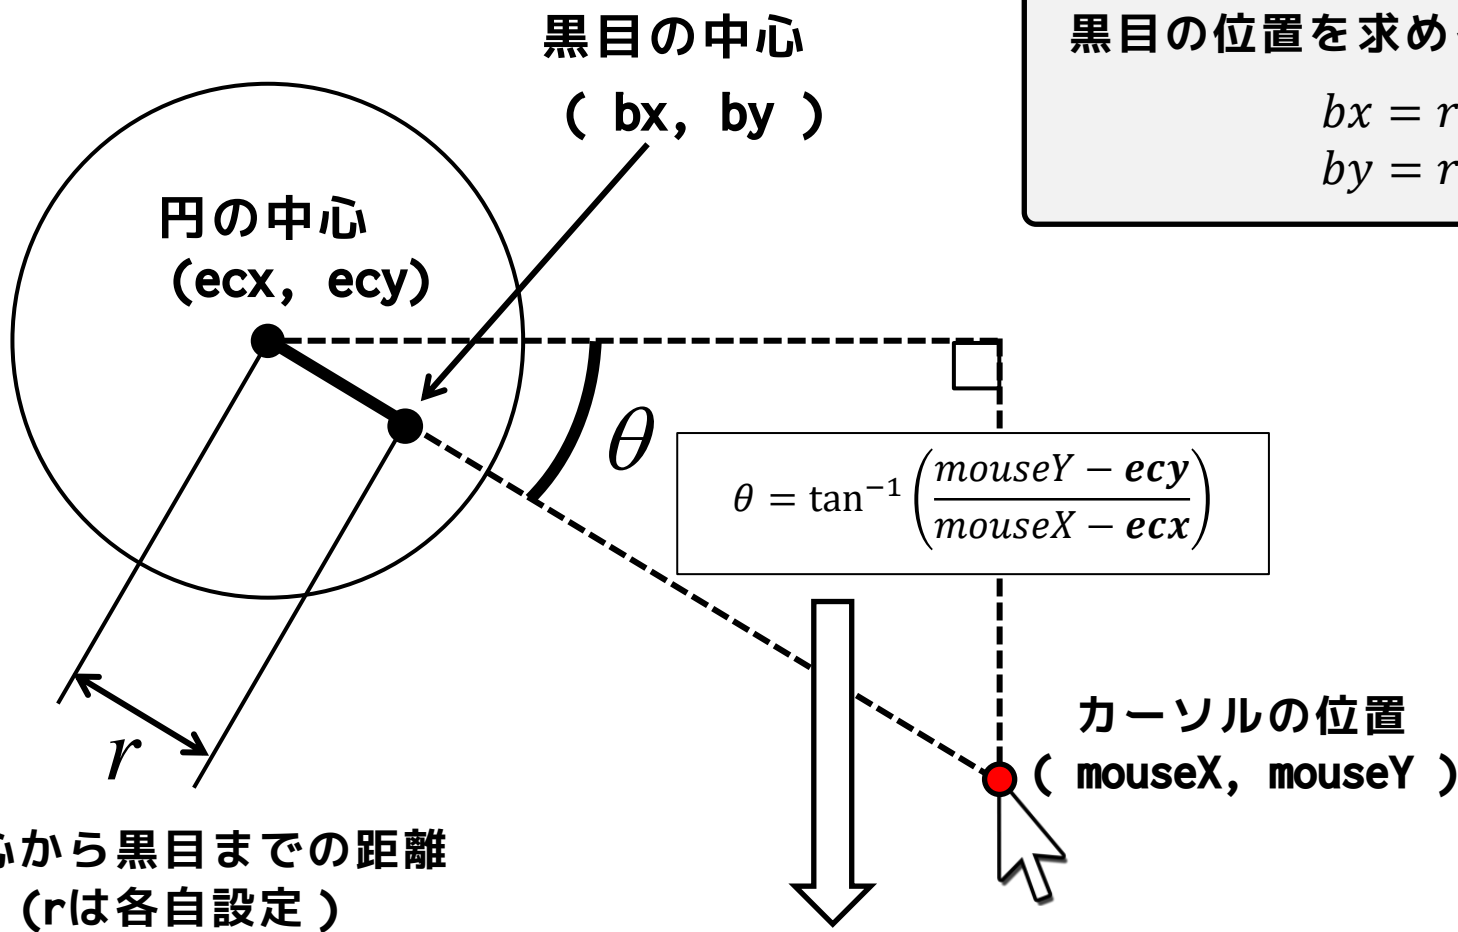 黒目の中心
( bx, by )
黒目の位置を求め
bx = r
by = r
円の中心
(ecx, ecy)
θ
θ = tan⁻¹(mouseY − ecy / mouseX − ecx)
r
カーソルの位置
( mouseX, mouseY )
から黒目までの距離
(rは各自設定 )